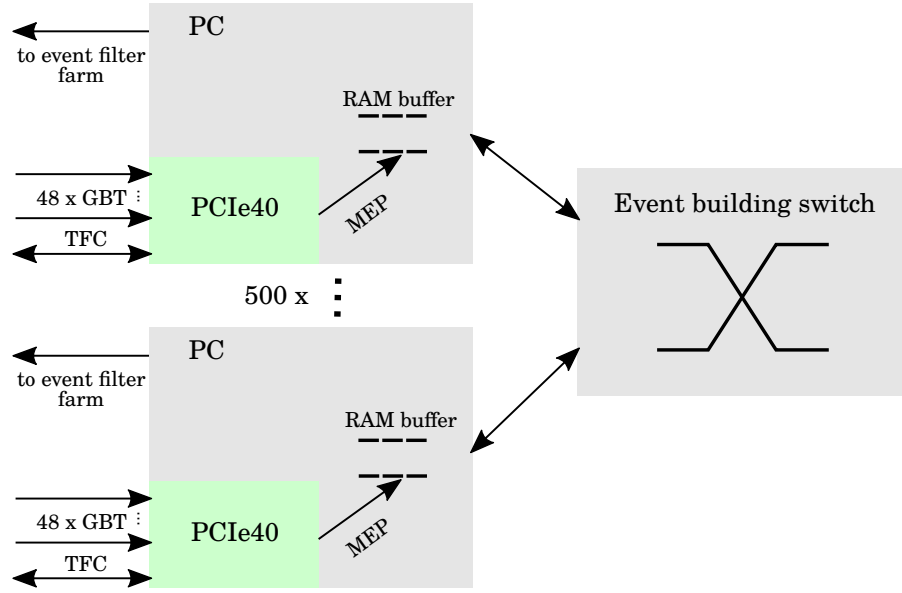 PC
to event filter
farm
RAM buffer
48 x GBT
PCIe40
MEP
TFC
Event building switch
500 x
PC
to event filter
farm
RAM buffer
48 x GBT
PCIe40
MEP
TFC